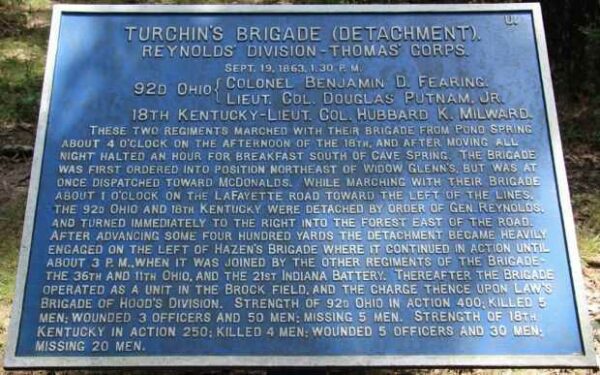 U.
TURCHIN'S BRIGADE (DETACHMENT).
REYNOLDS' DIVISION-THOMAS' CORPS.
SEPT. 19, 1863, 1.30 P. M.
92D OHIO { COLONEL BENJAMIN D. FEARING.
LIEUT. COL. DOUGLAS PUTNAM, JR.
18TH KENTUCKY-LIEUT. COL. HUBBARD K. MILWARD.
THESE TWO REGIMENTS MARCHED WITH THEIR BRIGADE FROM POND SPRING
ABOUT 4 O'CLOCK ON THE AFTERNOON OF THE 18TH, AND AFTER MOVING ALL
NIGHT HALTED AN HOUR FOR BREAKFAST SOUTH OF CAVE SPRING. THE BRIGADE
WAS FIRST ORDERED INTO POSITION NORTHEAST OF WIDOW GLENN'S, BUT WAS AT
ONCE DISPATCHED TOWARD MCDONALDS. WHILE MARCHING WITH THEIR BRIGADE
ABOUT 1 O'CLOCK ON THE LAFAYETTE ROAD TOWARD THE LEFT OF THE LINES,
THE 92D OHIO AND 18TH KENTUCKY WERE DETACHED BY ORDER OF GEN. REYNOLDS,
AND TURNED IMMEDIATELY TO THE RIGHT INTO THE FOREST EAST OF THE ROAD.
AFTER ADVANCING SOME FOUR HUNDRED YARDS THE DETACHMENT BECAME HEAVILY
ENGAGED ON THE LEFT OF HAZEN'S BRIGADE WHERE IT CONTINUED IN ACTION UNTIL
ABOUT 3 P.M., WHEN IT WAS JOINED BY THE OTHER REGIMENTS OF THE BRIGADE-
THE 36TH AND 11TH OHIO, AND THE 21ST INDIANA BATTERY. THEREAFTER THE BRIGADE
OPERATED AS A UNIT IN THE BROCK FIELD, AND THE CHARGE THENCE UPON LAW'S
BRIGADE OF HOOD'S DIVISION. STRENGTH OF 92D OHIO IN ACTION 400; KILLED 5
MEN; WOUNDED 3 OFFICERS AND 50 MEN; MISSING 5 MEN. STRENGTH OF 18TH.
KENTUCKY IN ACTION 250; KILLED 4 MEN; WOUNDED 5 OFFICERS AND 30 MEN;
MISSING 20 MEN.